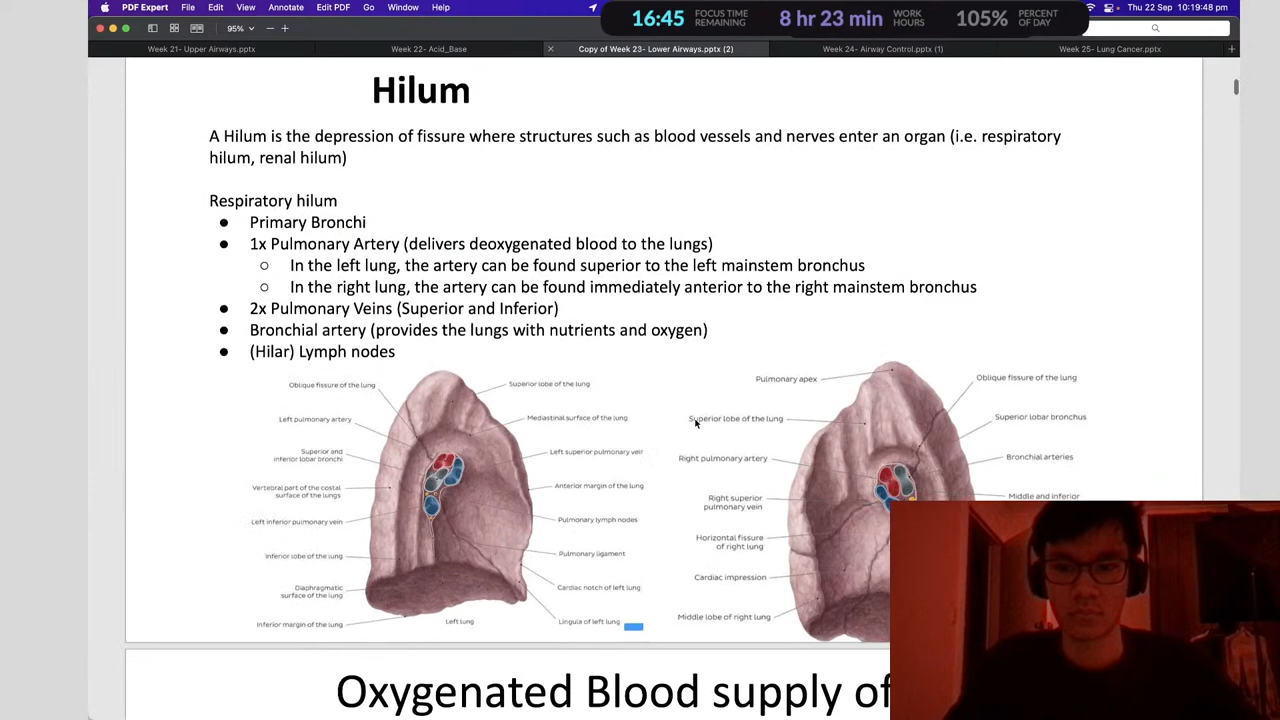 PDF Expert File Edit View Annotate Scan & OCR Edit PDF Go Window Help
Thu 22 Sep 10:19:48 pm
16:45 FOCUS TIME REMAINING 8 hr 23 min WORK HOURS 105% PERCENT OF DAY
95%
Week 21- Upper Airways.pptx
Week 22- Acid_Base
Copy of Week 23- Lower Airways.pptx (2)
Week 24- Airway Control.pptx (1)
Week 25- Lung Cancer.pptx
Hilum
A Hilum is the depression of fissure where structures such as blood vessels and nerves enter an organ (i.e. respiratory
hilum, renal hilum)
Respiratory hilum
● Primary Bronchi
● 1x Pulmonary Artery (delivers deoxygenated blood to the lungs)
○ In the left lung, the artery can be found superior to the left mainstem bronchus
○ In the right lung, the artery can be found immediately anterior to the right mainstem bronchus
● 2x Pulmonary Veins (Superior and Inferior)
● Bronchial artery (provides the lungs with nutrients and oxygen)
● (Hilar) Lymph nodes
Oblique fissure of the lung
Left pulmonary artery
Superior and
inferior lobar bronchi
Vertebral part of the costal
surface of the lungs
Left inferior pulmonary vein
Inferior lobe of the lung
Diaphragmatic
surface of the lung
Inferior margin of the lung
Superior lobe of the lung
Mediastinal surface of the lung
Left superior pulmonary vein
Anterior margin of the lung
Pulmonary lymph nodes
Pulmonary ligament
Cardiac notch of left lung
Lingula of left lung
Left lung
Pulmonary apex
Superior lobe of the lung
Right pulmonary artery
Right superior
pulmonary vein
Horizontal fissure
of right lung
Cardiac impression
Middle lobe of right lung
Oblique fissure of the lung
Superior lobar bronchus
Bronchial arteries
Middle and inferior
Oxygenated Blood supply of